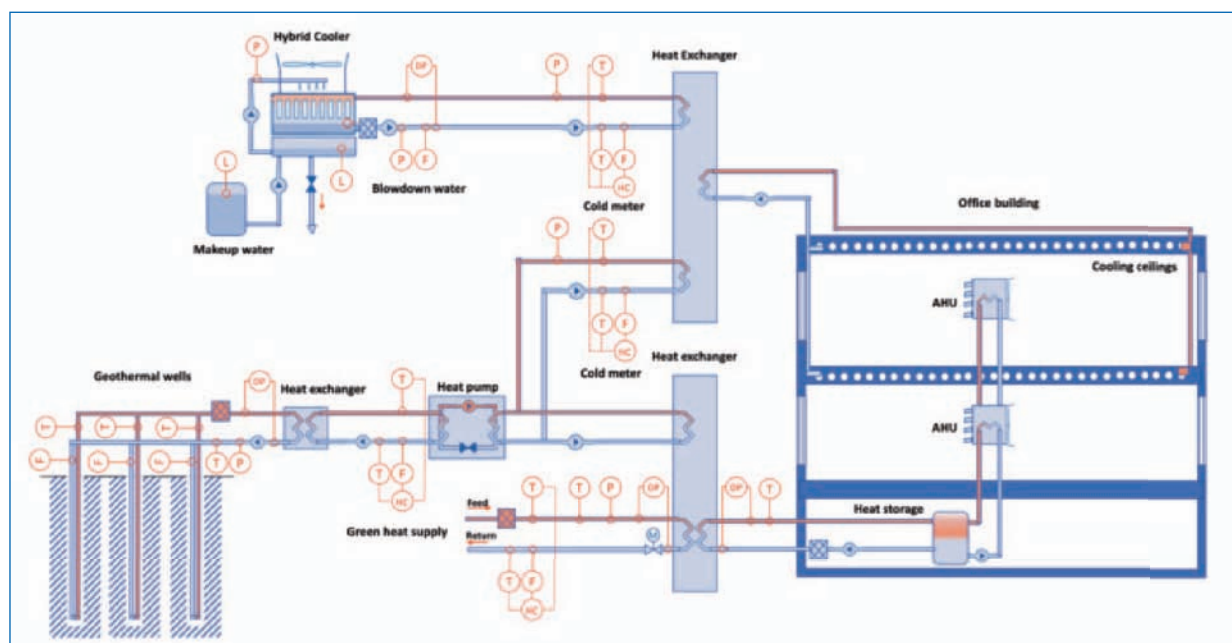 Hybrid Cooler
Heat Exchanger
P
DP
P
T
L
L
P
F
T
F
HC
Blowdown water
Cold meter
Makeup water
Office building
P
T
Cooling ceilings
AHU
T
F
HC
Cold meter
Heat exchanger
Geothermal wells
DP
Heat exchanger
T
Heat pump
T
T
T
AHU
F
F
F
T
P
T
F
HC
Feed
T
T
P
DP
DP
T
Heat storage
Green heat supply
Return
M
T
F
HC